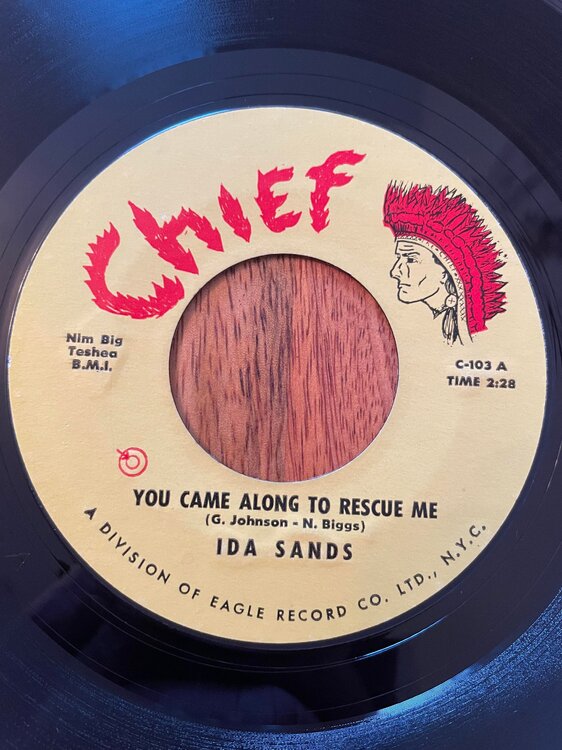 CHIEF
Nim Big
Teshea
B.M.I.
C-103 A
TIME 2:28
YOU CAME ALONG TO RESCUE ME
(G. Johnson - N. Biggs)
IDA SANDS
A DIVISION OF EAGLE RECORD CO. LTD., N.Y.C.